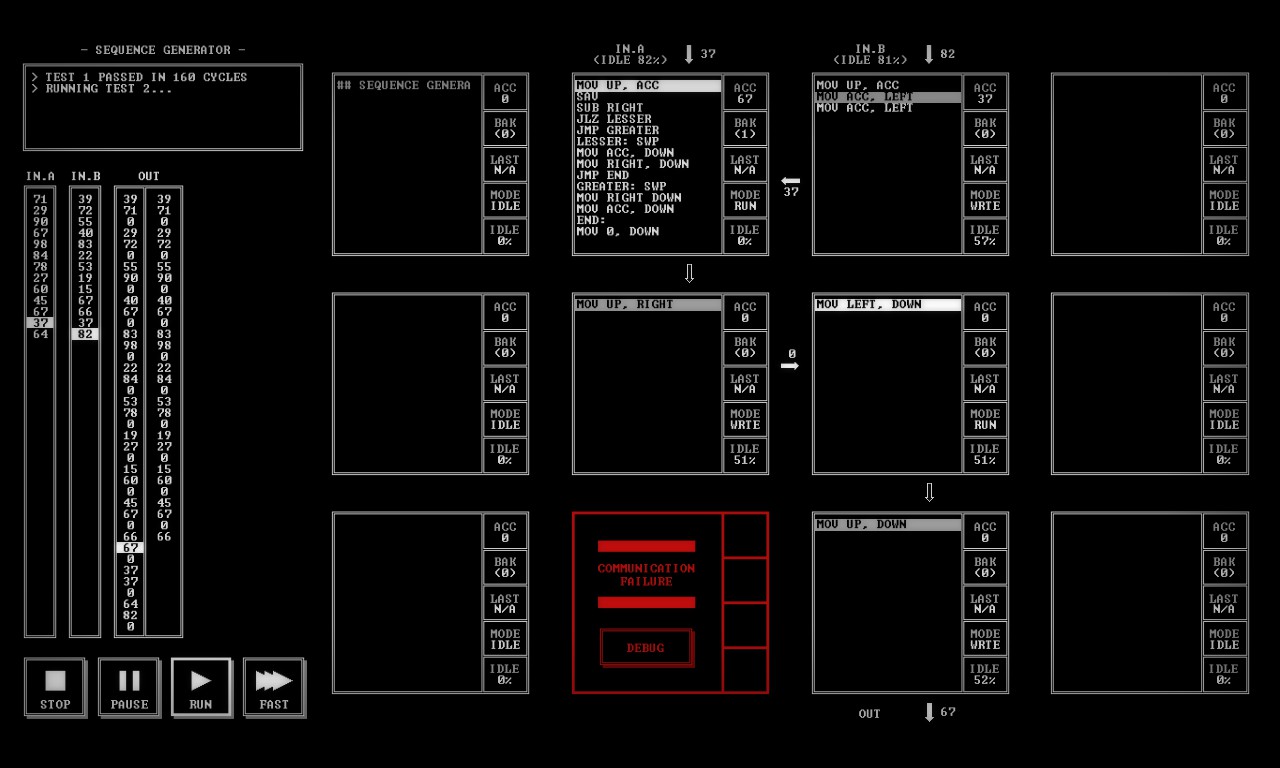 - SEQUENCE GENERATOR -
> TEST 1 PASSED IN 160 CYCLES
> RUNNING TEST 2...
IN.A IN.B OUT
71 39 39 39
29 72 71 71
90 55 0 0
67 40 29 29
98 83 72 72
84 22 0 0
78 53 55 55
27 19 90 90
60 15 0 0
45 67 40 40
67 66 67 67
37 37 0 0
64 82 83 83
98 98
0 0
22 22
84 84
0 0
53 53
78 78
0 0
19 19
27 27
0 0
15 15
60 60
0 0
45 45
67 67
0 0
66 66
67
0
37
37
0
64
82
0
STOP
PAUSE
RUN
FAST
IN.A
(IDLE 82%)
37
IN.B
(IDLE 81%)
82
## SEQUENCE GENERA
ACC
0
BAK
(0)
LAST
N/A
MODE
IDLE
IDLE
0%
MOV UP, ACC
SAV
SUB RIGHT
JLZ LESSER
JMP GREATER
LESSER: SWP
MOV ACC, DOWN
MOV RIGHT, DOWN
JMP END
GREATER: SWP
MOV RIGHT DOWN
MOV ACC, DOWN
END:
MOV 0, DOWN
ACC
67
BAK
(1)
LAST
N/A
MODE
RUN
IDLE
0%
37
MOV UP, ACC
MOV ACC, LEFT
MOV ACC, LEFT
ACC
37
BAK
(0)
LAST
N/A
MODE
WRTE
IDLE
57%
ACC
0
BAK
(0)
LAST
N/A
MODE
IDLE
IDLE
0%
ACC
0
BAK
(0)
LAST
N/A
MODE
IDLE
IDLE
0%
MOV UP, RIGHT
ACC
0
BAK
(0)
LAST
N/A
MODE
WRTE
IDLE
51%
0
MOV LEFT, DOWN
ACC
0
BAK
(0)
LAST
N/A
MODE
RUN
IDLE
51%
ACC
0
BAK
(0)
LAST
N/A
MODE
IDLE
IDLE
0%
ACC
0
BAK
(0)
LAST
N/A
MODE
IDLE
IDLE
0%
COMMUNICATION
FAILURE
DEBUG
MOV UP, DOWN
ACC
0
BAK
(0)
LAST
N/A
MODE
WRTE
IDLE
52%
ACC
0
BAK
(0)
LAST
N/A
MODE
IDLE
IDLE
0%
OUT
67